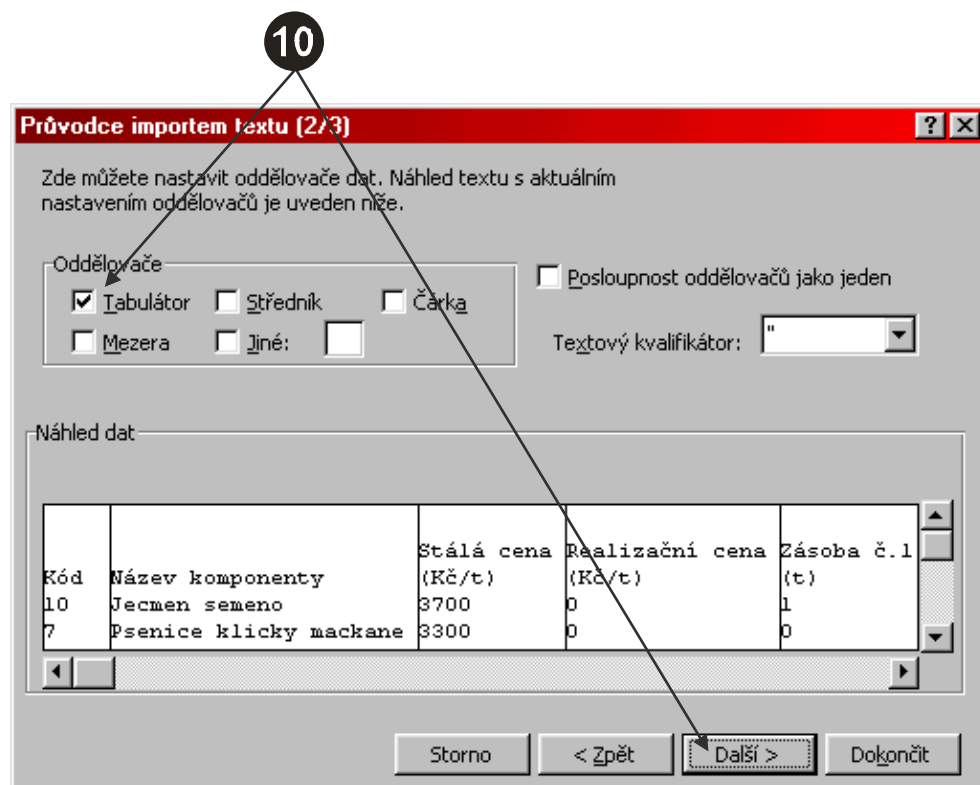 10
Průvodce importem textu (2/3)
Zde můžete nastavit oddělovače dat. Náhled textu s aktuálním
nastavením oddělovačů je uveden níže.
Oddělovače
Tabulátor Středník Čárka
Mezera Jiné:
Posloupnost oddělovačů jako jeden
Textový kvalifikátor: "
Náhled dat
Stálá cena Realizační cena Zásoba č.1
Kód Název komponenty (Kč/t) (Kč/t) (t)
10 Jecmen semeno 3700 0 1
7 Psenice klicky mackane 3300 0 0
Storno < Zpět Další > Dokončit